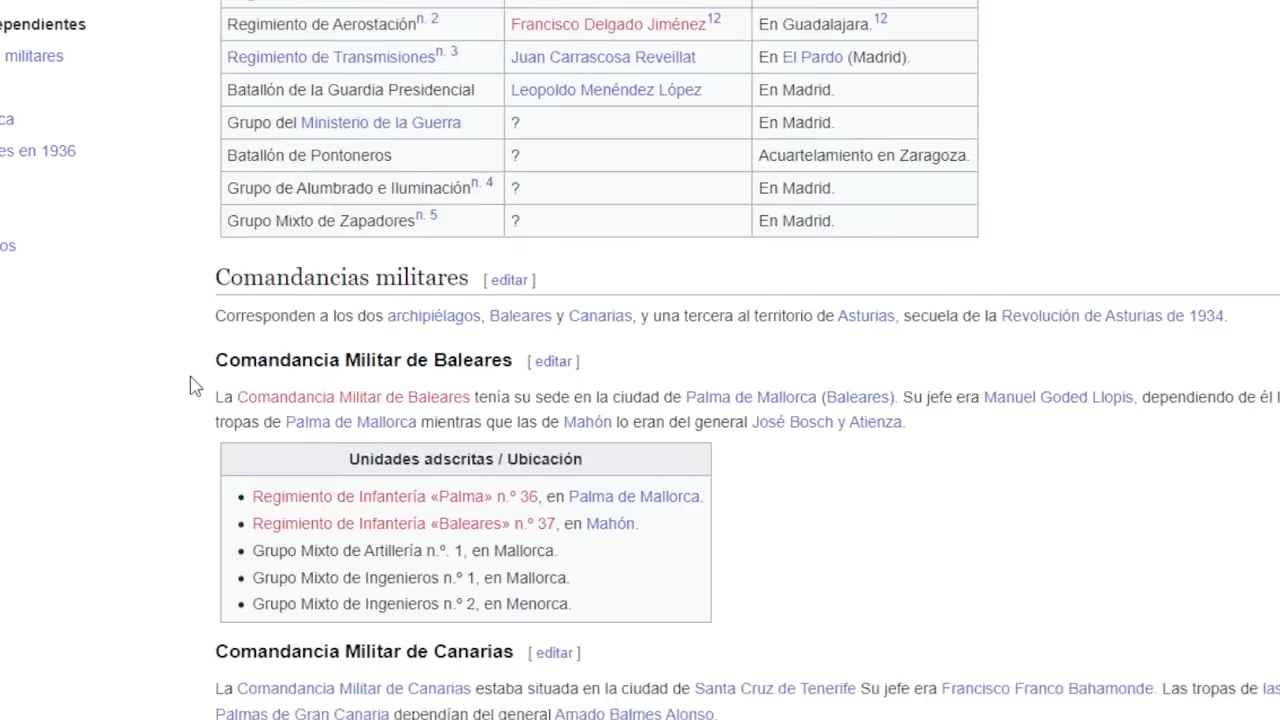 ependientes
Regimiento de Aerostación n. 2 Francisco Delgado Jiménez 12 En Guadalajara. 12
militares
Regimiento de Transmisiones n. 3 Juan Carrascosa Reveillat En El Pardo (Madrid).
Batallón de la Guardia Presidencial Leopoldo Menéndez López En Madrid.
ca
Grupo del Ministerio de la Guerra ? En Madrid.
es en 1936
Batallón de Pontoneros ? Acuartelamiento en Zaragoza.
Grupo de Alumbrado e Iluminación n. 4 ? En Madrid.
Grupo Mixto de Zapadores n. 5 ? En Madrid.
os
Comandancias militares [ editar ]
Corresponden a los dos archipiélagos, Baleares y Canarias, y una tercera al territorio de Asturias, secuela de la Revolución de Asturias de 1934.
Comandancia Militar de Baleares [ editar ]
La Comandancia Militar de Baleares tenía su sede en la ciudad de Palma de Mallorca (Baleares). Su jefe era Manuel Goded Llopis, dependiendo de él l
tropas de Palma de Mallorca mientras que las de Mahón lo eran del general José Bosch y Atienza.
Unidades adscritas / Ubicación
• Regimiento de Infantería «Palma» n.º 36, en Palma de Mallorca.
• Regimiento de Infantería «Baleares» n.º 37, en Mahón.
• Grupo Mixto de Artillería n.º. 1, en Mallorca.
• Grupo Mixto de Ingenieros n.º 1, en Mallorca.
• Grupo Mixto de Ingenieros n.º 2, en Menorca.
Comandancia Militar de Canarias [ editar ]
La Comandancia Militar de Canarias estaba situada en la ciudad de Santa Cruz de Tenerife Su jefe era Francisco Franco Bahamonde. Las tropas de las
Palmas de Gran Canaria dependían del general Amado Balmes Alonso.